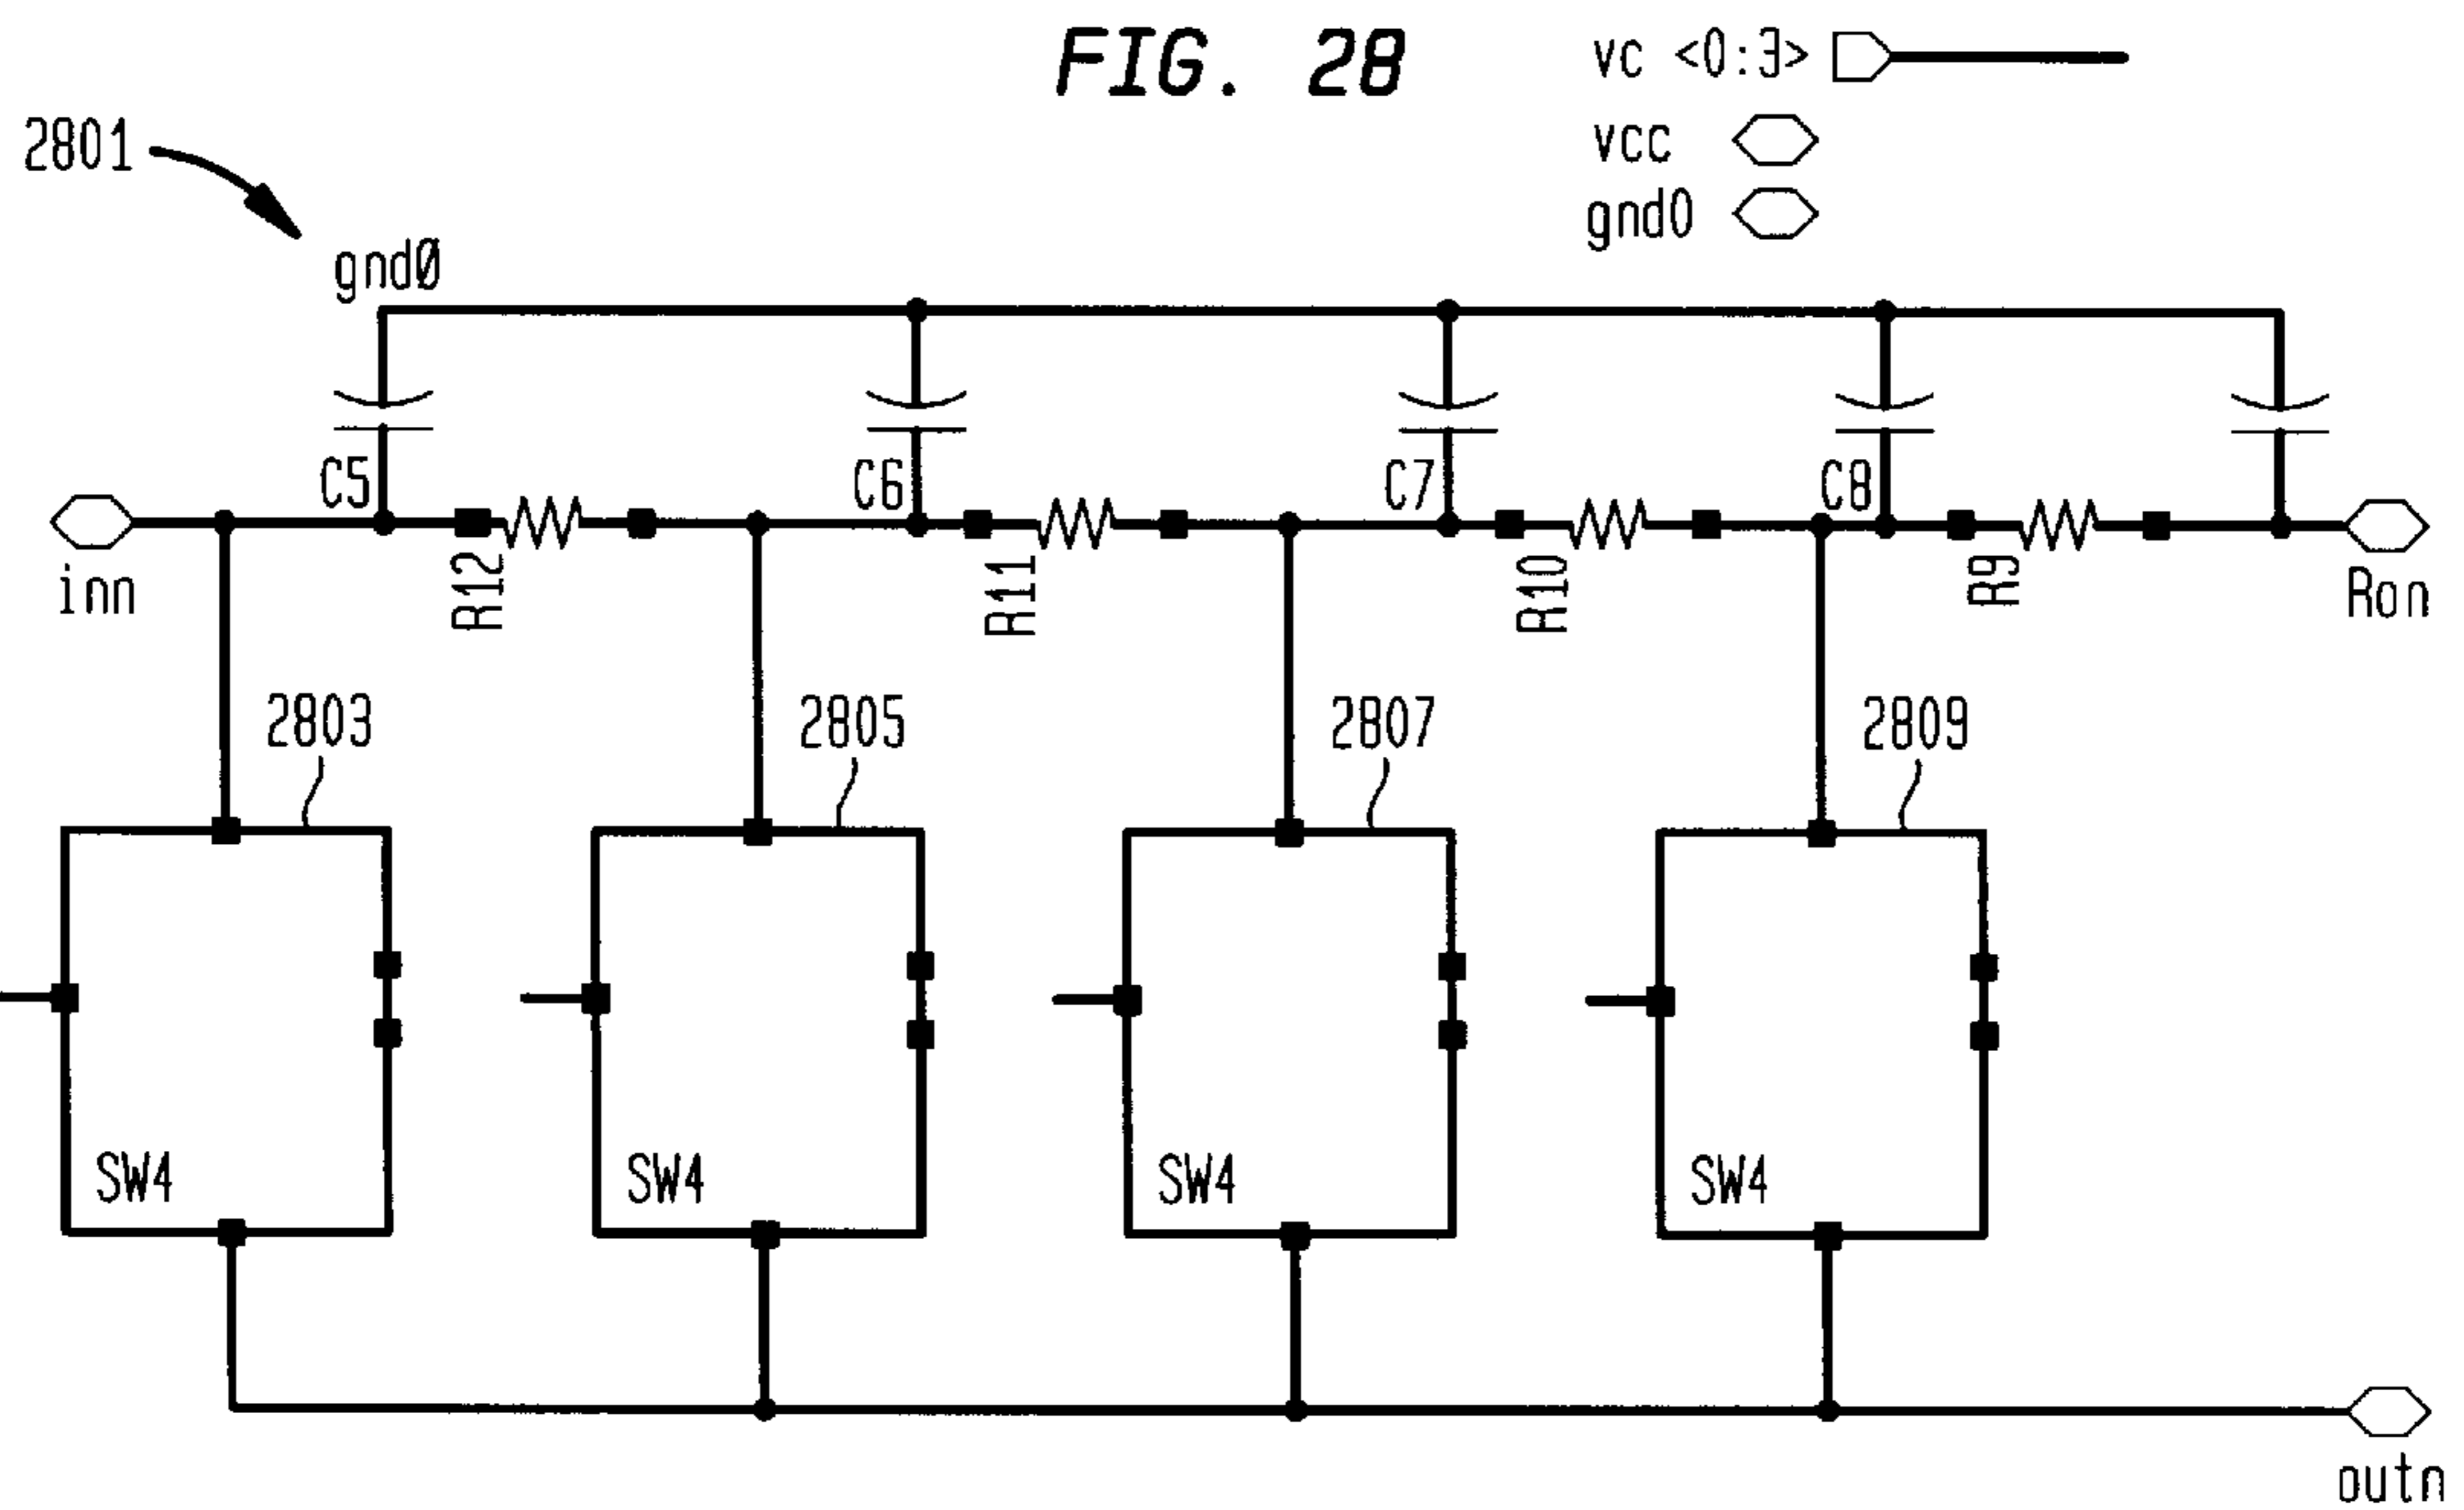 FIG. 28
vc <0:3>
vcc
gnd0
2801
gndØ
C5
C6
C7
C8
inn
R12
R11
R10
R9
Ron
2803
2805
2807
2809
SW4
SW4
SW4
SW4
outn